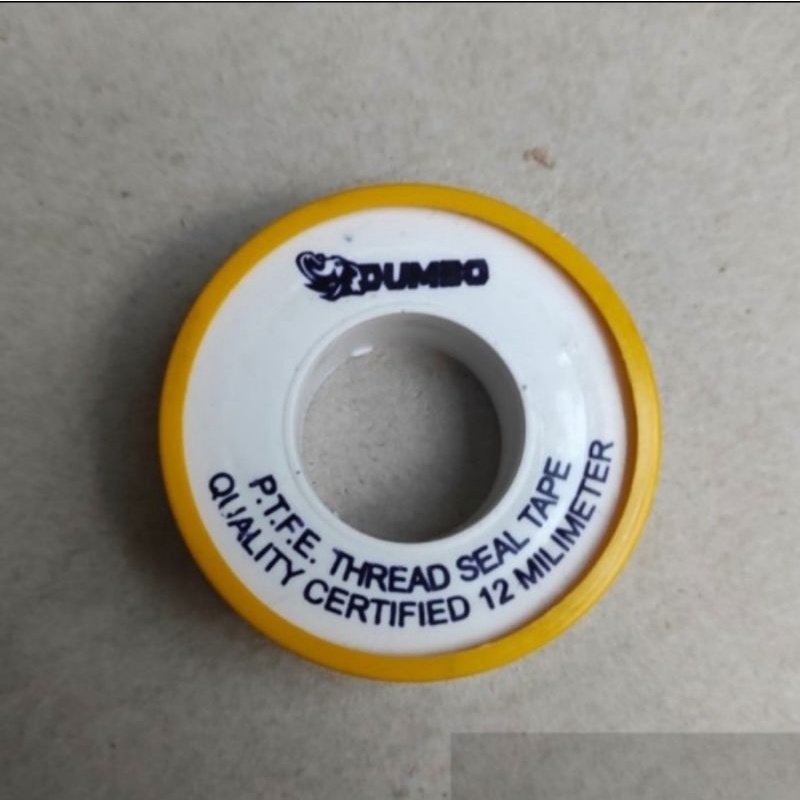 DUMBO
P.T.F.E. THREAD SEAL TAPE
QUALITY CERTIFIED 12 MILIMETER